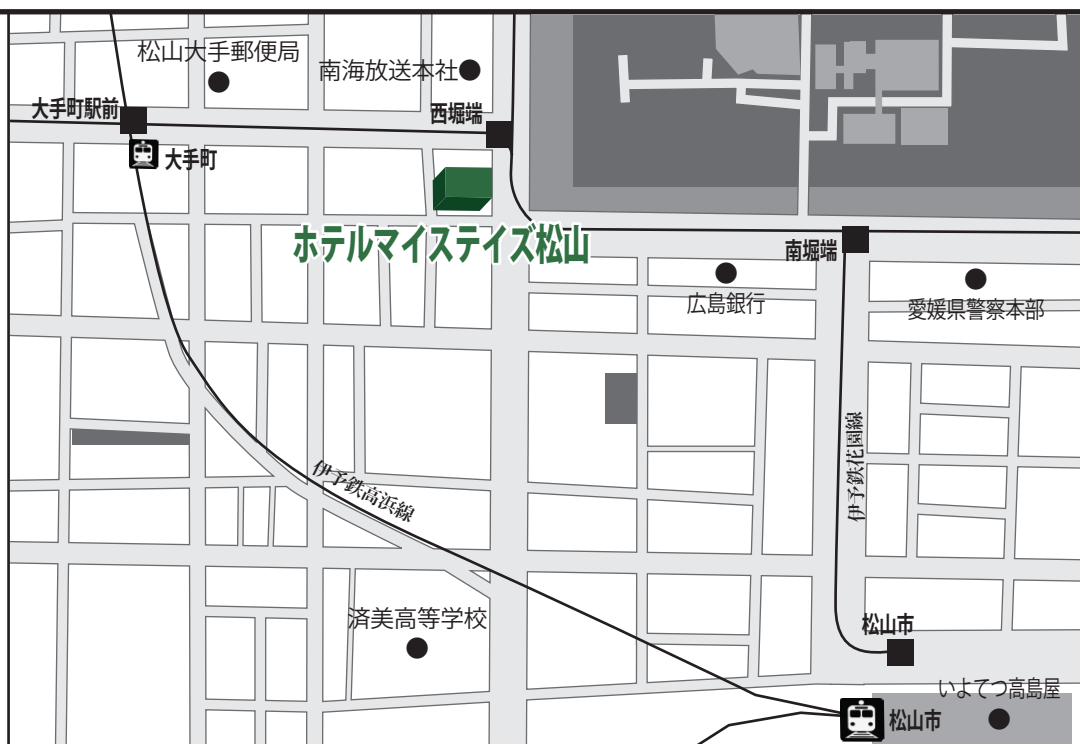 松山大手郵便局
南海放送本社
大手町駅前
西堀端
大手町
ホテルマイステイズ松山
南堀端
広島銀行
愛媛県警察本部
伊予鉄花園線
伊予鉄高浜線
済美高等学校
松山市
いよてつ高島屋
松山市